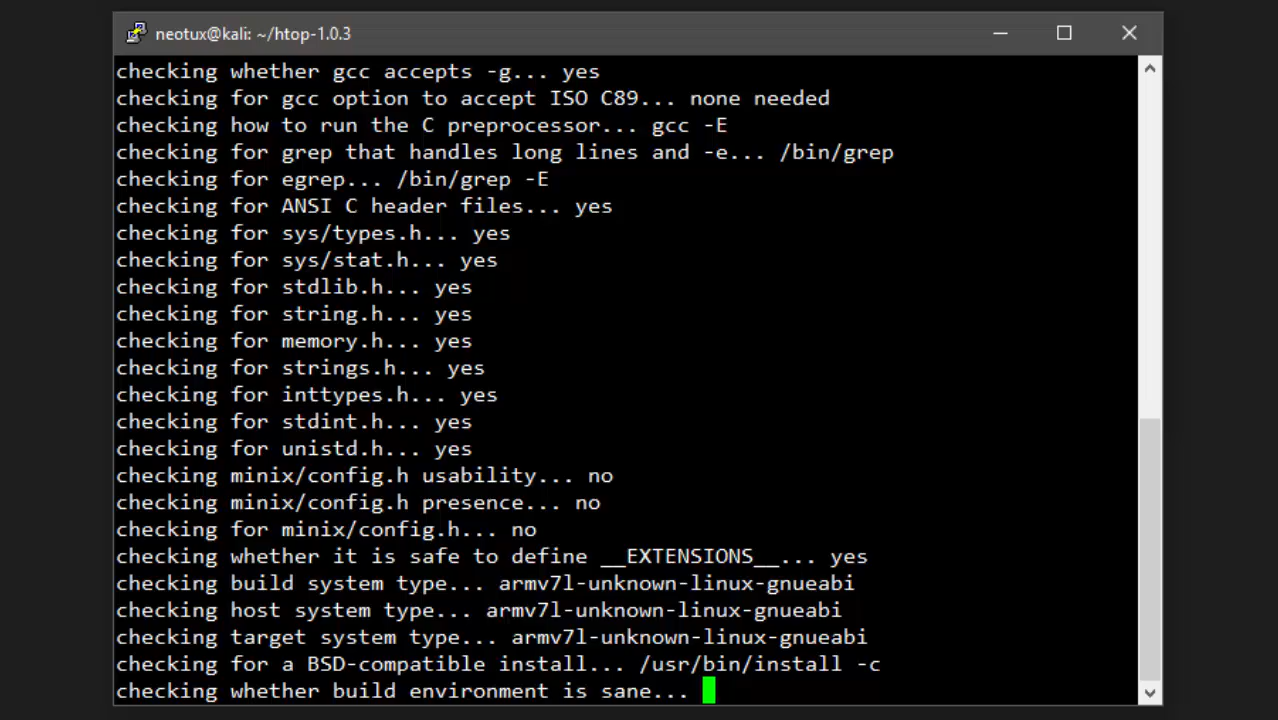 neotux@kali: ~/htop-1.0.3
checking whether gcc accepts -g... yes
checking for gcc option to accept ISO C89... none needed
checking how to run the C preprocessor... gcc -E
checking for grep that handles long lines and -e... /bin/grep
checking for egrep... /bin/grep -E
checking for ANSI C header files... yes
checking for sys/types.h... yes
checking for sys/stat.h... yes
checking for stdlib.h... yes
checking for string.h... yes
checking for memory.h... yes
checking for strings.h... yes
checking for inttypes.h... yes
checking for stdint.h... yes
checking for unistd.h... yes
checking minix/config.h usability... no
checking minix/config.h presence... no
checking for minix/config.h... no
checking whether it is safe to define __EXTENSIONS__... yes
checking build system type... armv7l-unknown-linux-gnueabi
checking host system type... armv7l-unknown-linux-gnueabi
checking target system type... armv7l-unknown-linux-gnueabi
checking for a BSD-compatible install... /usr/bin/install -c
checking whether build environment is sane...